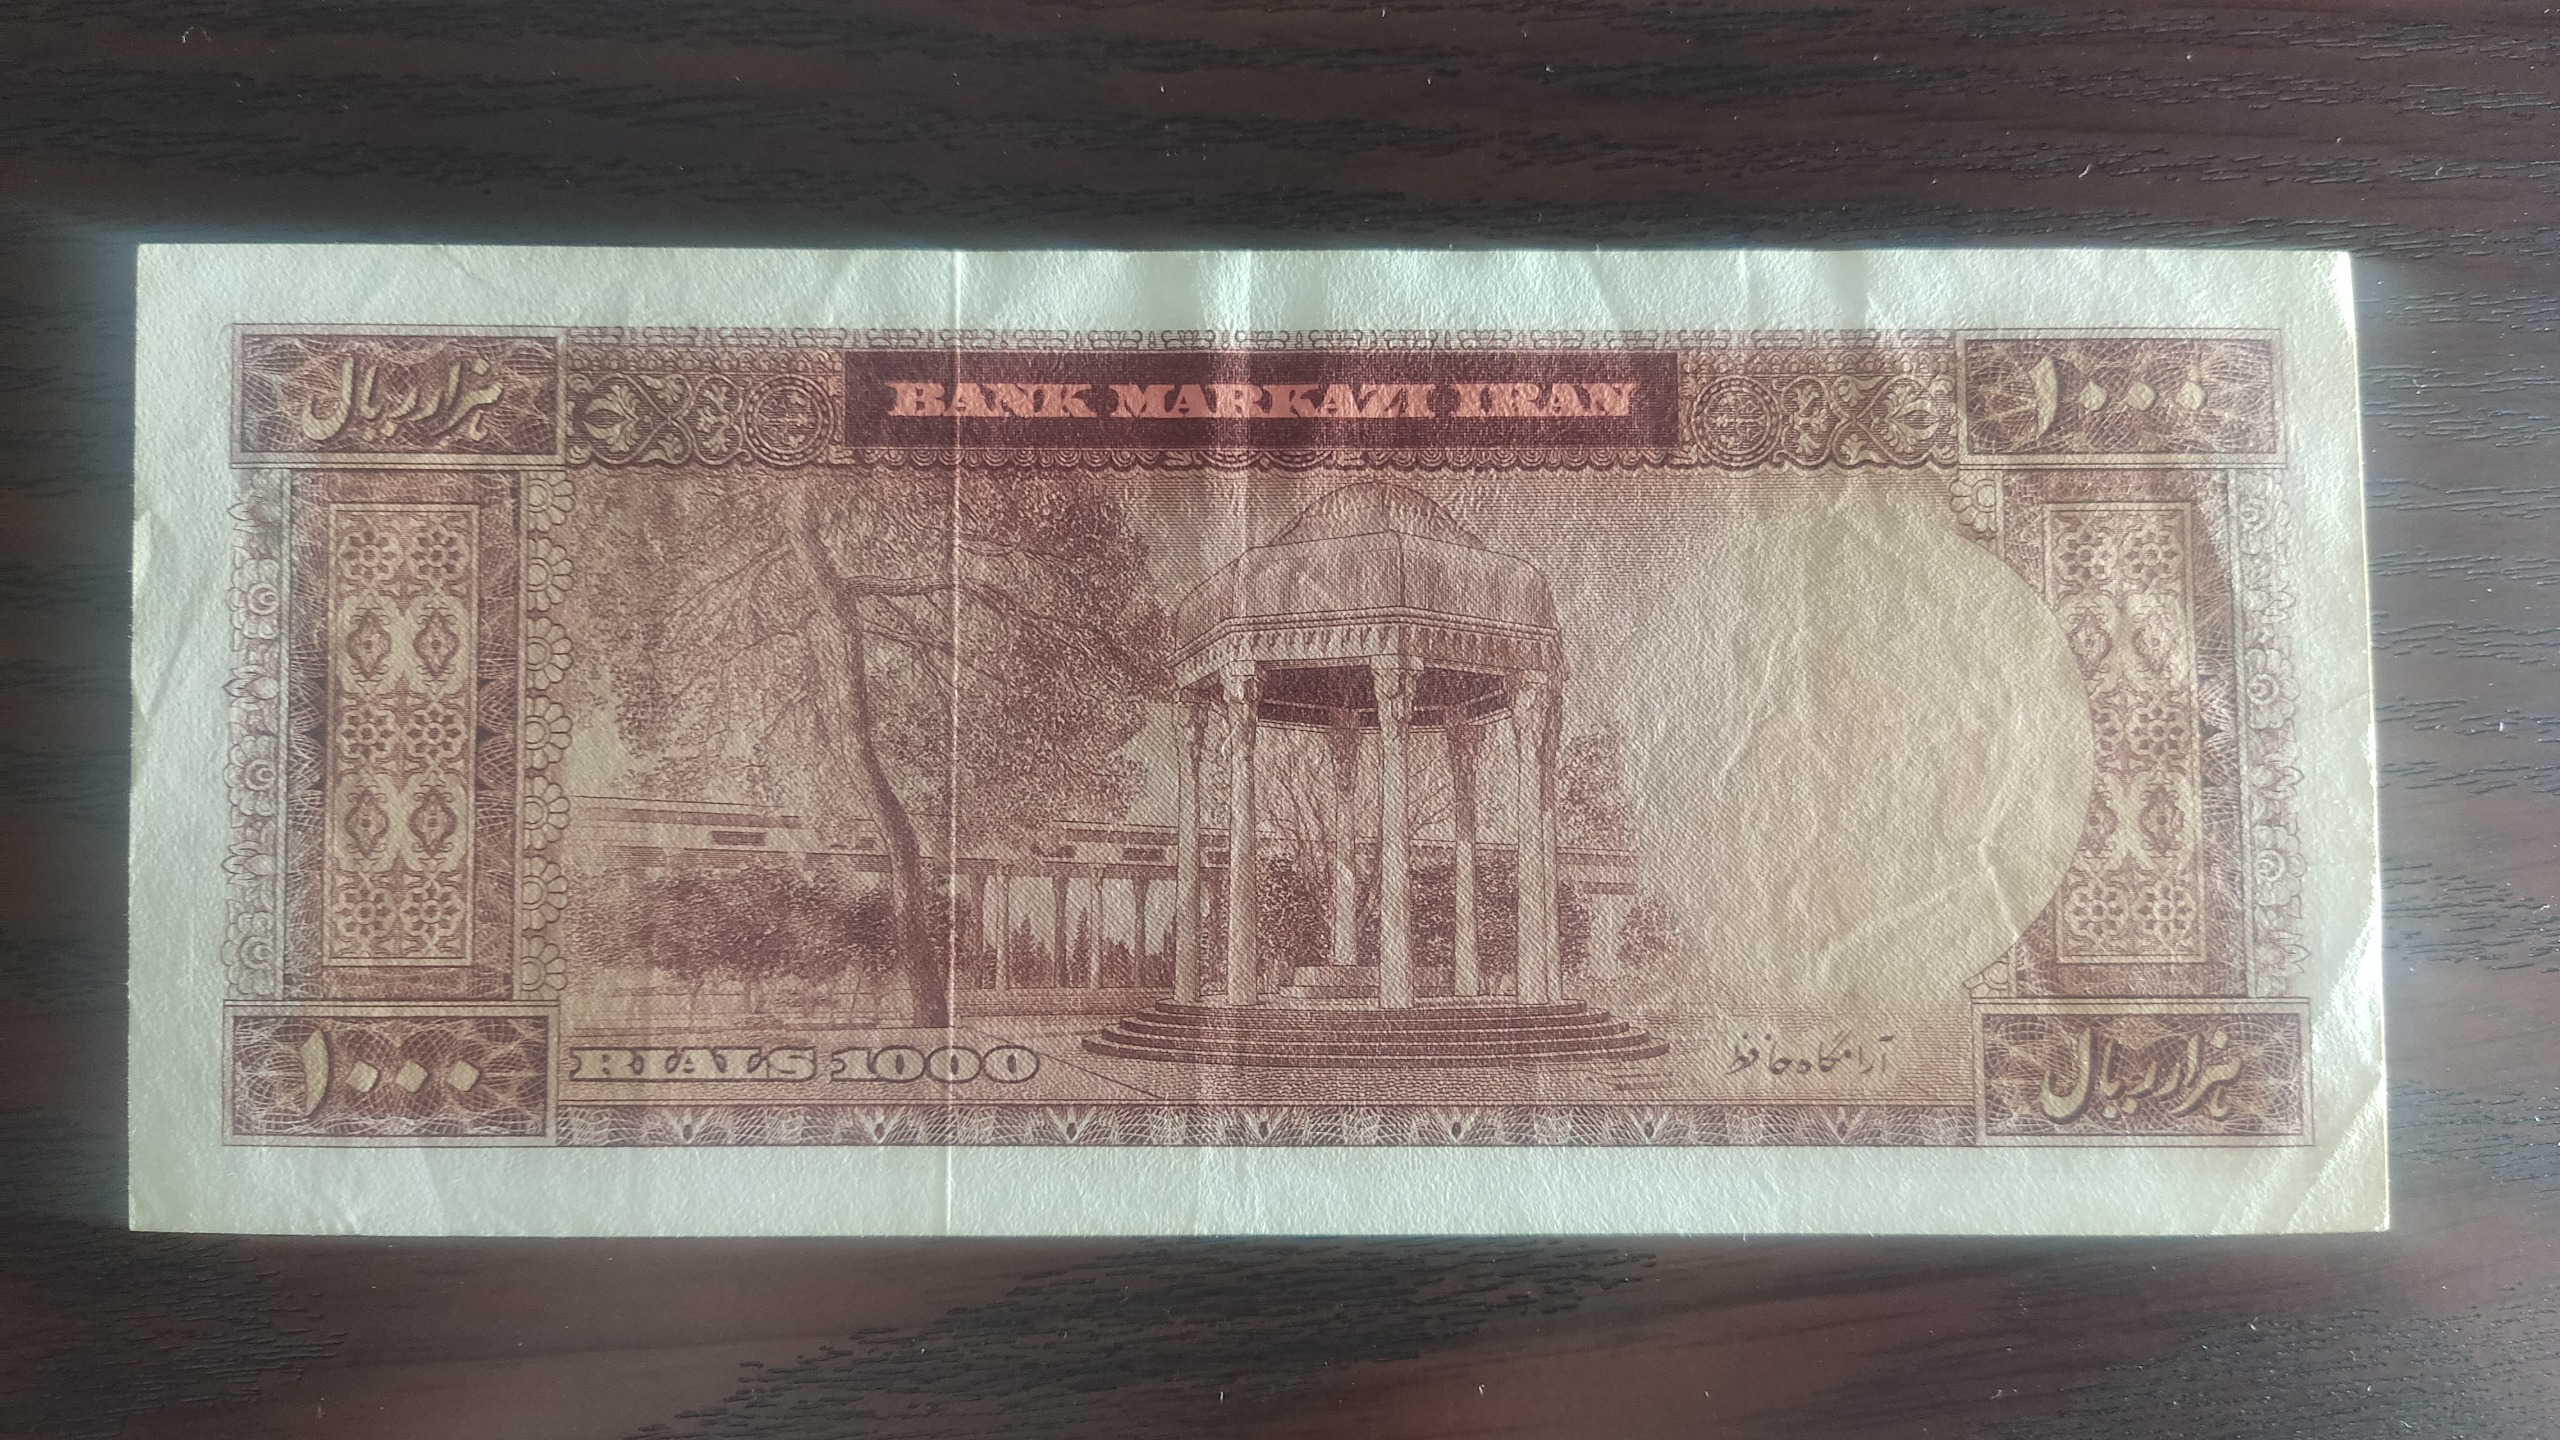 هزار ریال
BANK MARKAZI IRAN
۱۰۰۰
۱۰۰۰
RIALS 1000
آرامگاه حافظ
هزار ریال